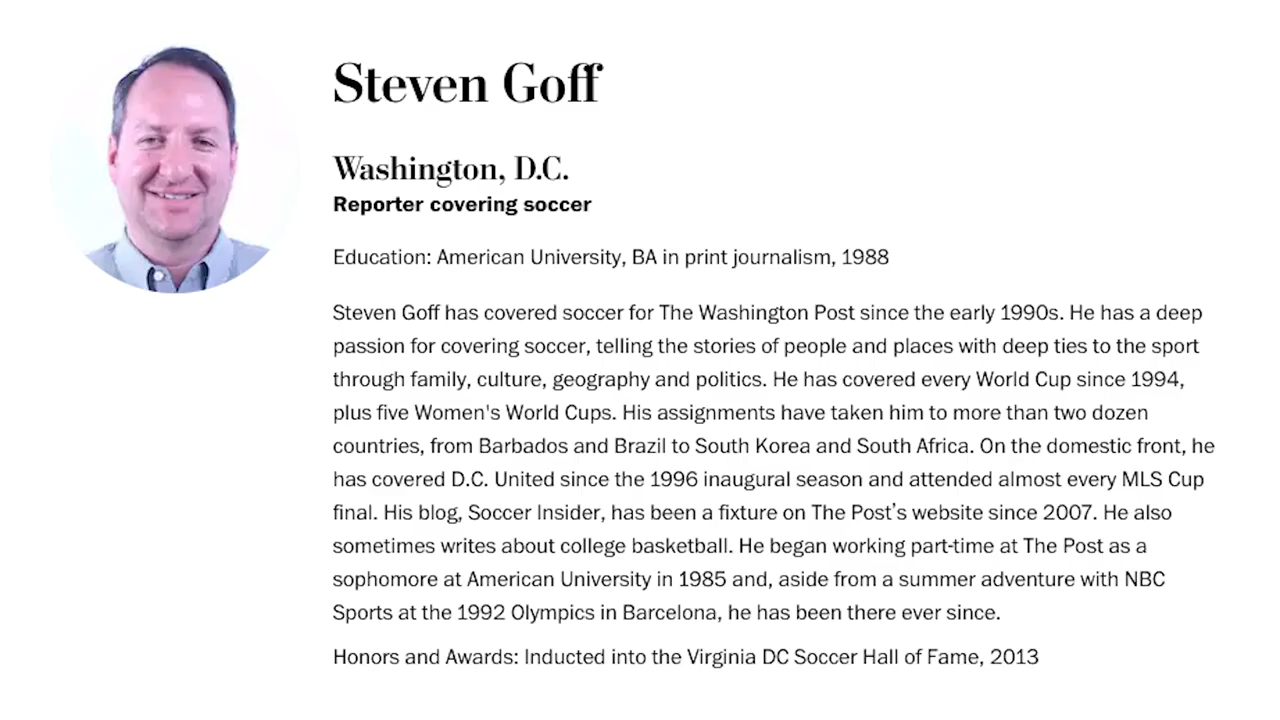 Steven Goff
Washington, D.C.
Reporter covering soccer
Education: American University, BA in print journalism, 1988
Steven Goff has covered soccer for The Washington Post since the early 1990s. He has a deep
passion for covering soccer, telling the stories of people and places with deep ties to the sport
through family, culture, geography and politics. He has covered every World Cup since 1994,
plus five Women's World Cups. His assignments have taken him to more than two dozen
countries, from Barbados and Brazil to South Korea and South Africa. On the domestic front, he
has covered D.C. United since the 1996 inaugural season and attended almost every MLS Cup
final. His blog, Soccer Insider, has been a fixture on The Post’s website since 2007. He also
sometimes writes about college basketball. He began working part-time at The Post as a
sophomore at American University in 1985 and, aside from a summer adventure with NBC
Sports at the 1992 Olympics in Barcelona, he has been there ever since.
Honors and Awards: Inducted into the Virginia DC Soccer Hall of Fame, 2013